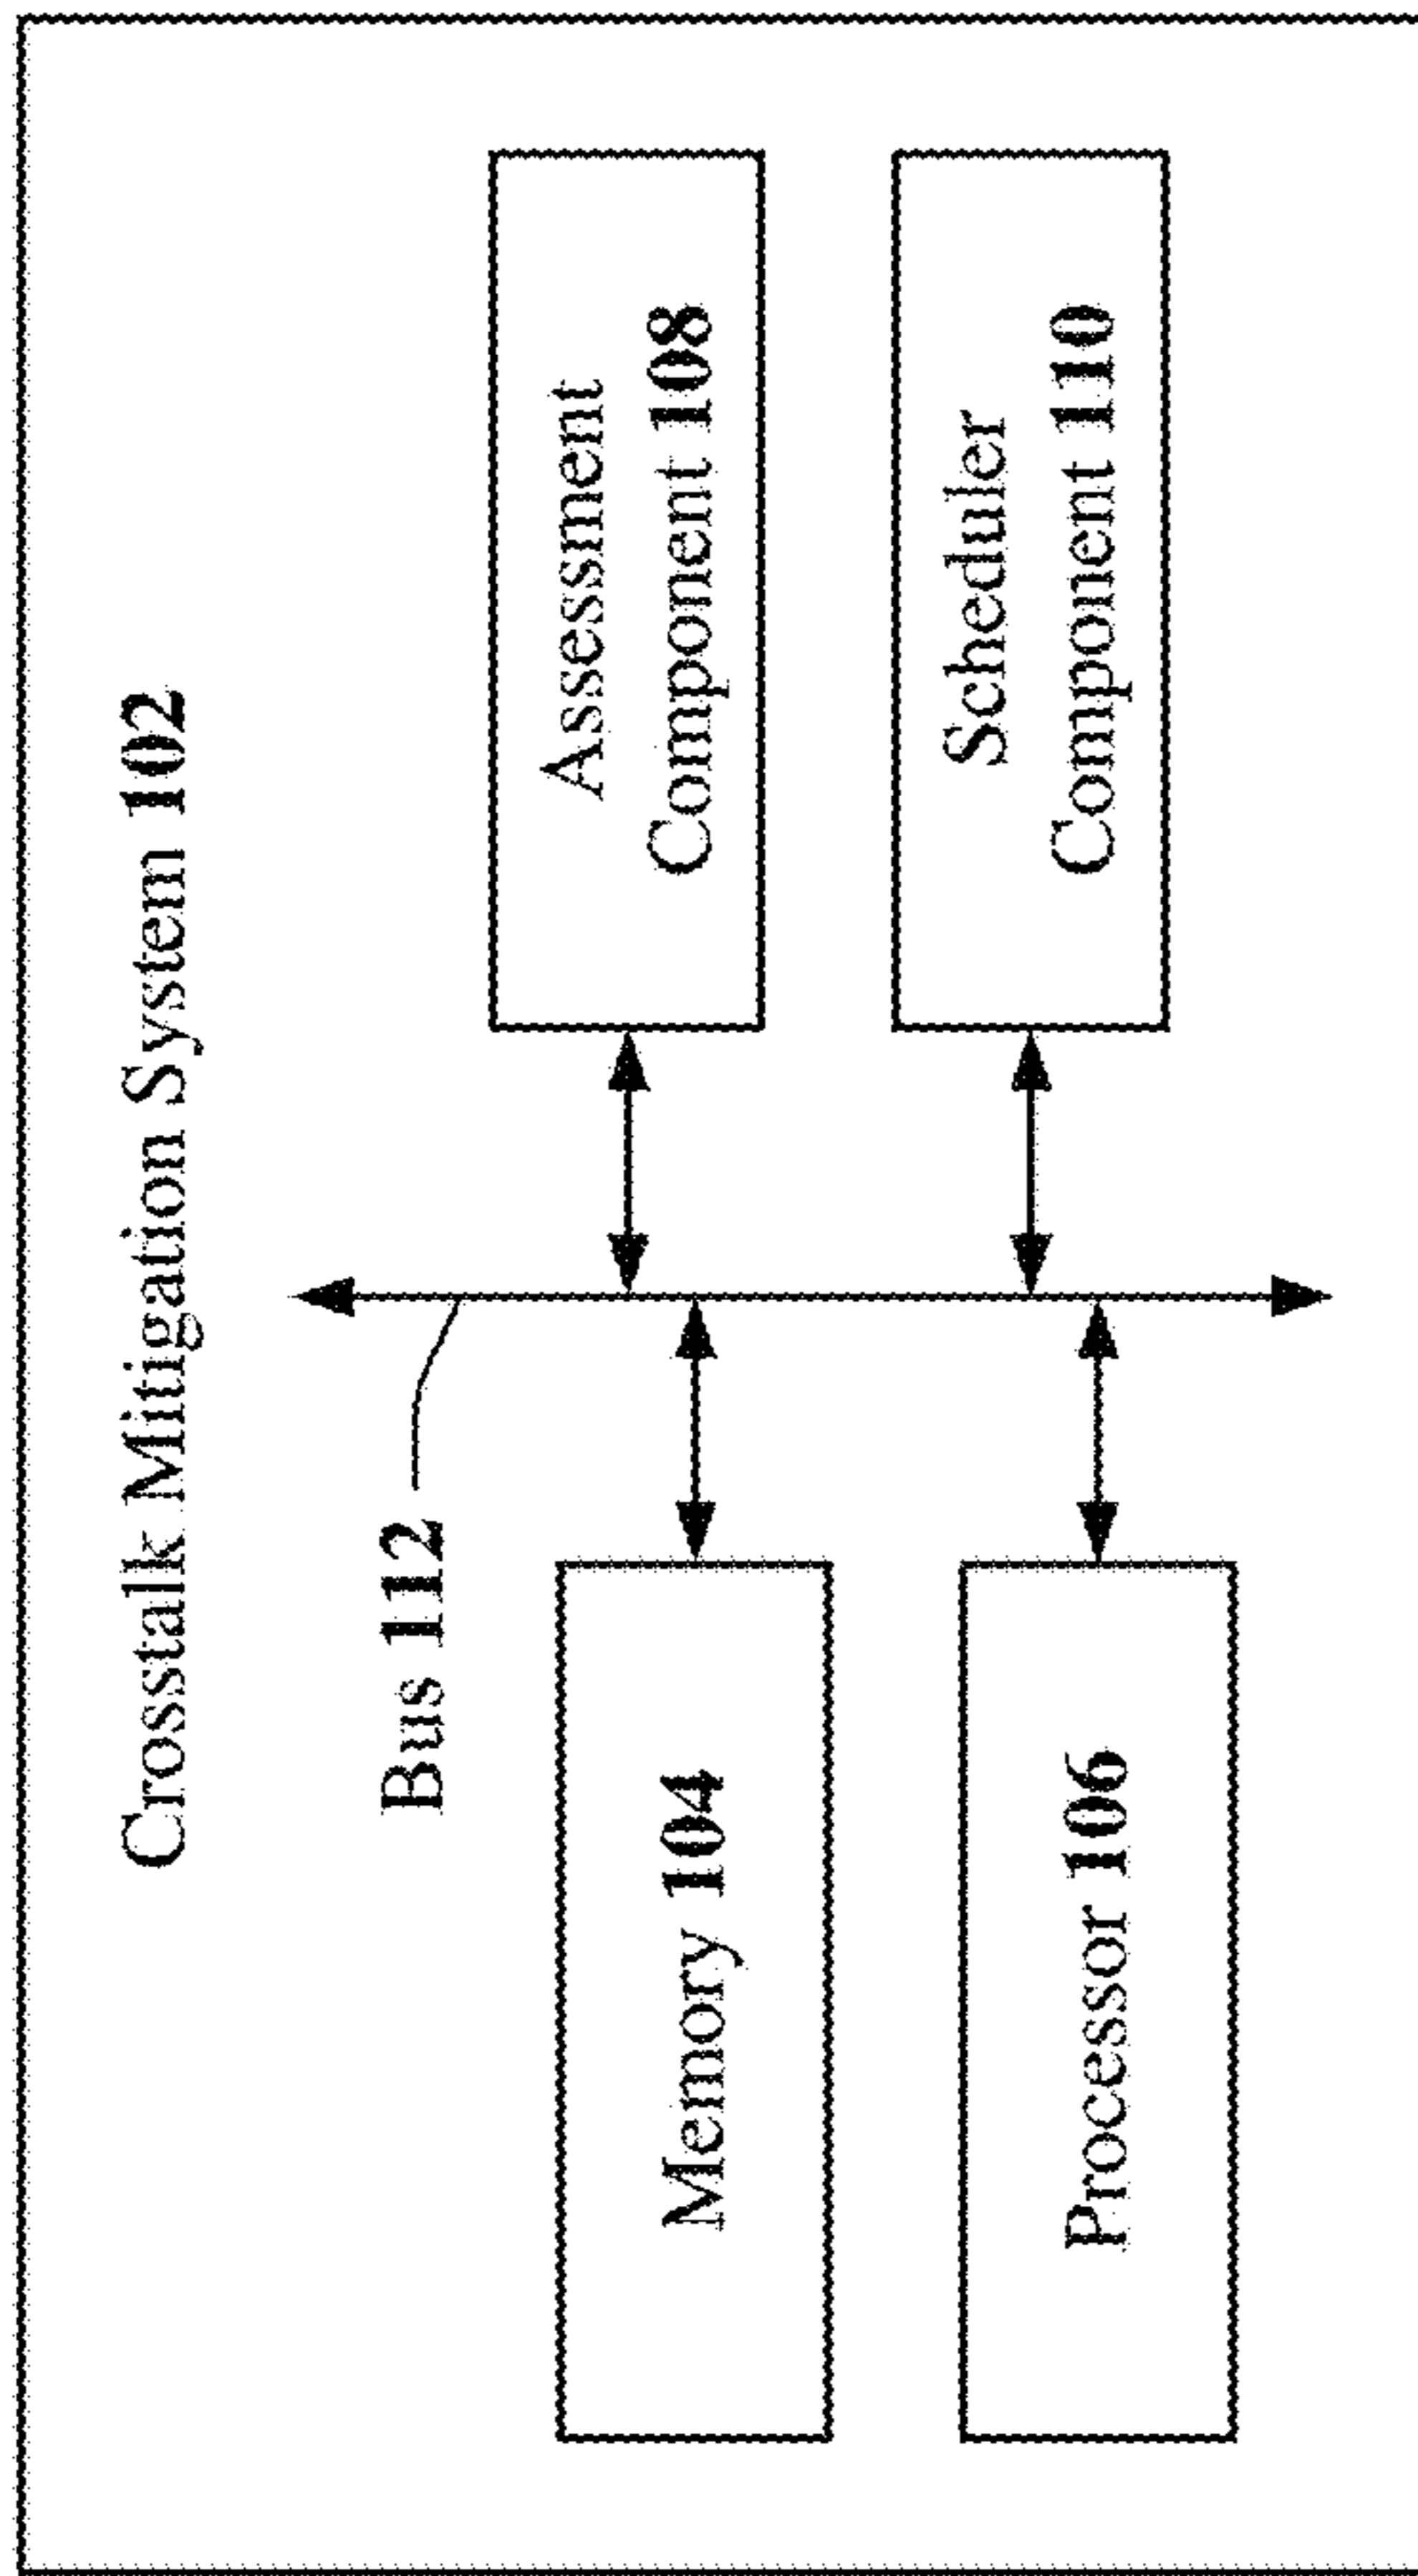 Crosstalk Mitigation System 102
Bus 112
Memory 104
Assessment
Component 108
Processor 106
Scheduler
Component 110